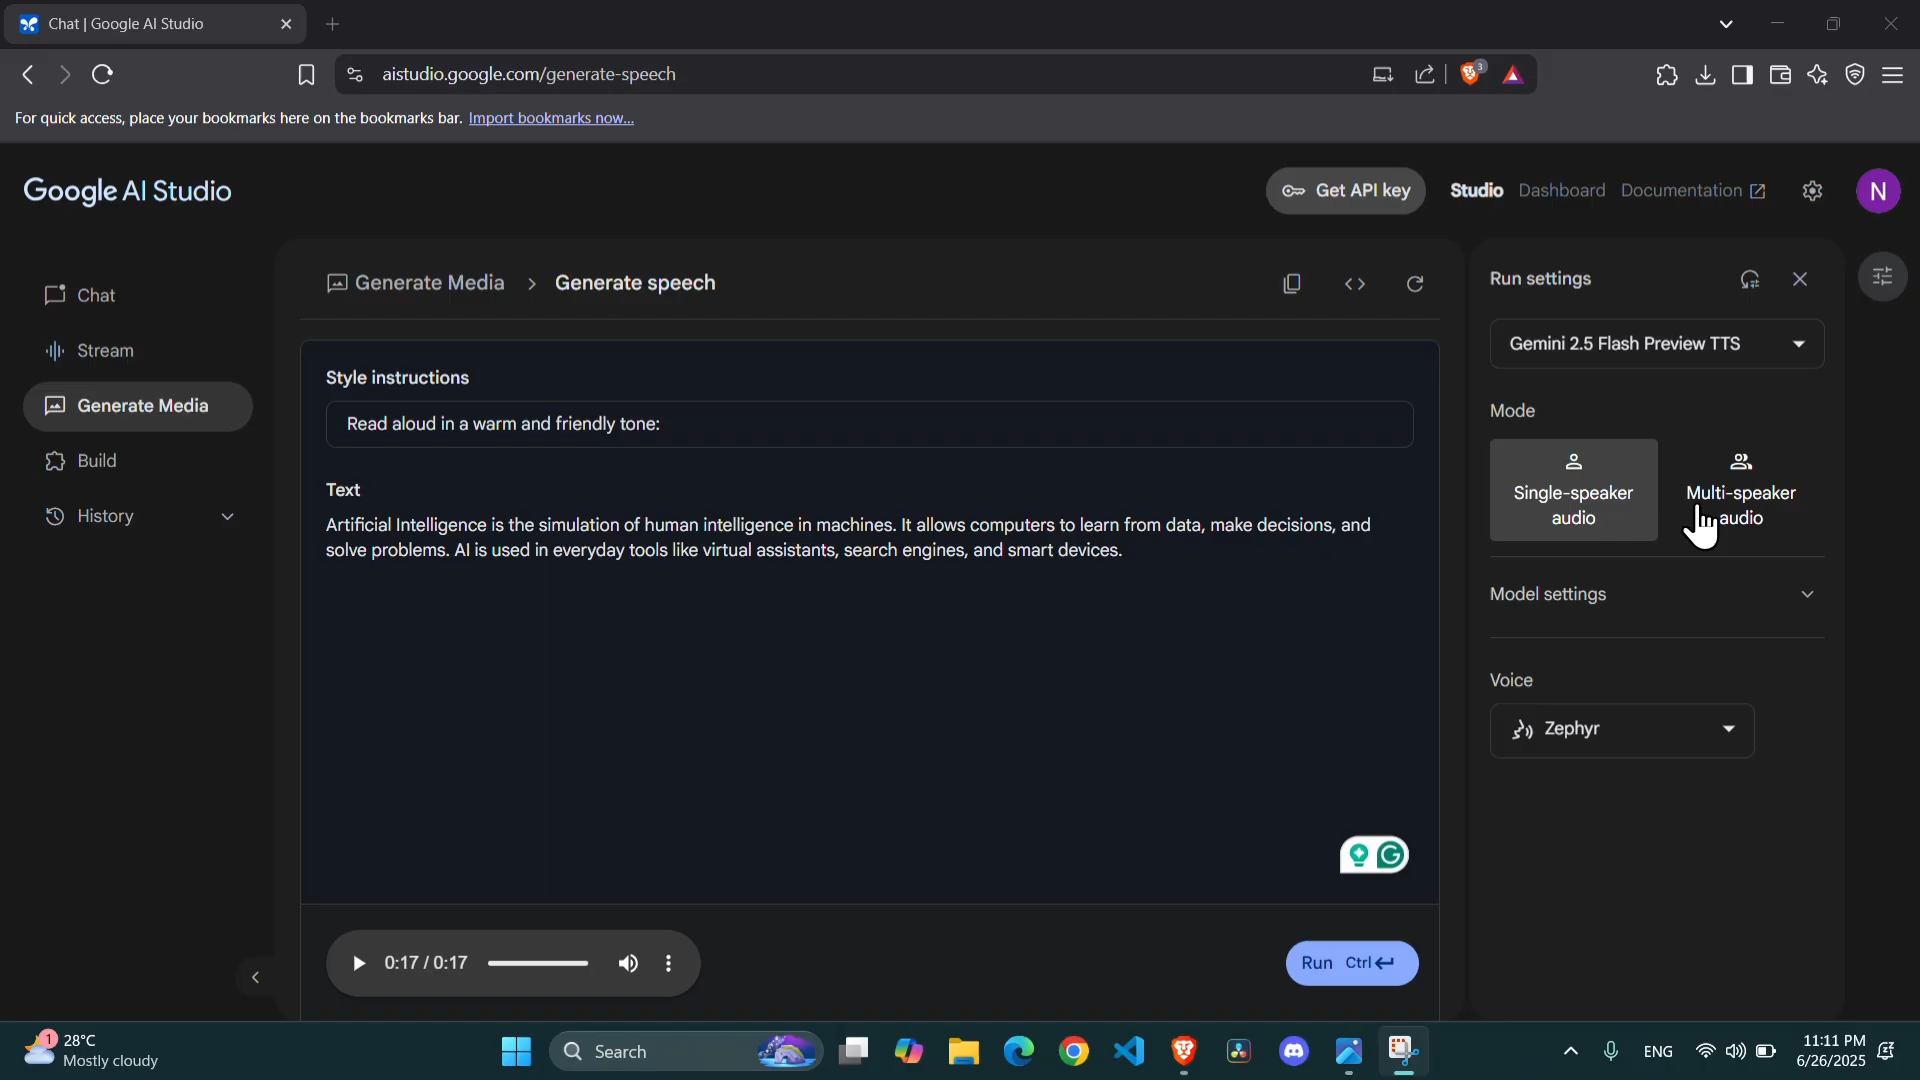 Chat | Google AI Studio
aistudio.google.com/generate-speech
3
For quick access, place your bookmarks here on the bookmarks bar. Import bookmarks now...
Google AI Studio
Get API key
Studio
Dashboard
Documentation
N
Chat
Stream
Generate Media
Build
History
Generate Media > Generate speech
Style instructions
Read aloud in a warm and friendly tone:
Text
Artificial Intelligence is the simulation of human intelligence in machines. It allows computers to learn from data, make decisions, and
solve problems. AI is used in everyday tools like virtual assistants, search engines, and smart devices.
G
0:17 / 0:17
Run Ctrl
Run settings
Gemini 2.5 Flash Preview TTS
Mode
Single-speaker
audio
Multi-speaker
audio
Model settings
Voice
Zephyr
1
28°C
Mostly cloudy
Search
ENG
11:11 PM
6/26/2025